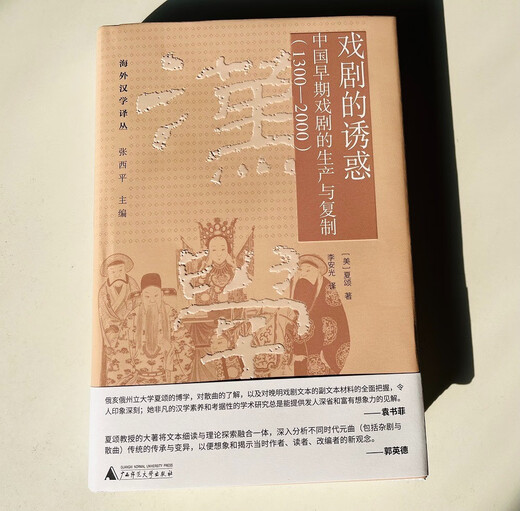 戏剧的诱惑
中国早期戏剧的生产与复制
（1300—2000）
[美]夏颂 著
李安光 译
海外汉学译丛
张西平 主编
漢
學
俄亥俄州立大学夏颂的博学，对散曲的了解，以及对晚明戏剧文本的副文本材料的全面把握，令
人印象深刻；她非凡的汉学素养和考据性的学术研究总是能提供发人深省和富有想象力的见解。
——袁书菲
夏颂教授的大著将文本细读与理论探索融合一体，深入分析不同时代元曲（包括杂剧与
散曲）传统的传承与变异，以便想象和揭示当时作者、读者、改编者的新观念。
——郭英德
GUANGXI NORMAL UNIVERSITY PRESS
广西师范大学出版社